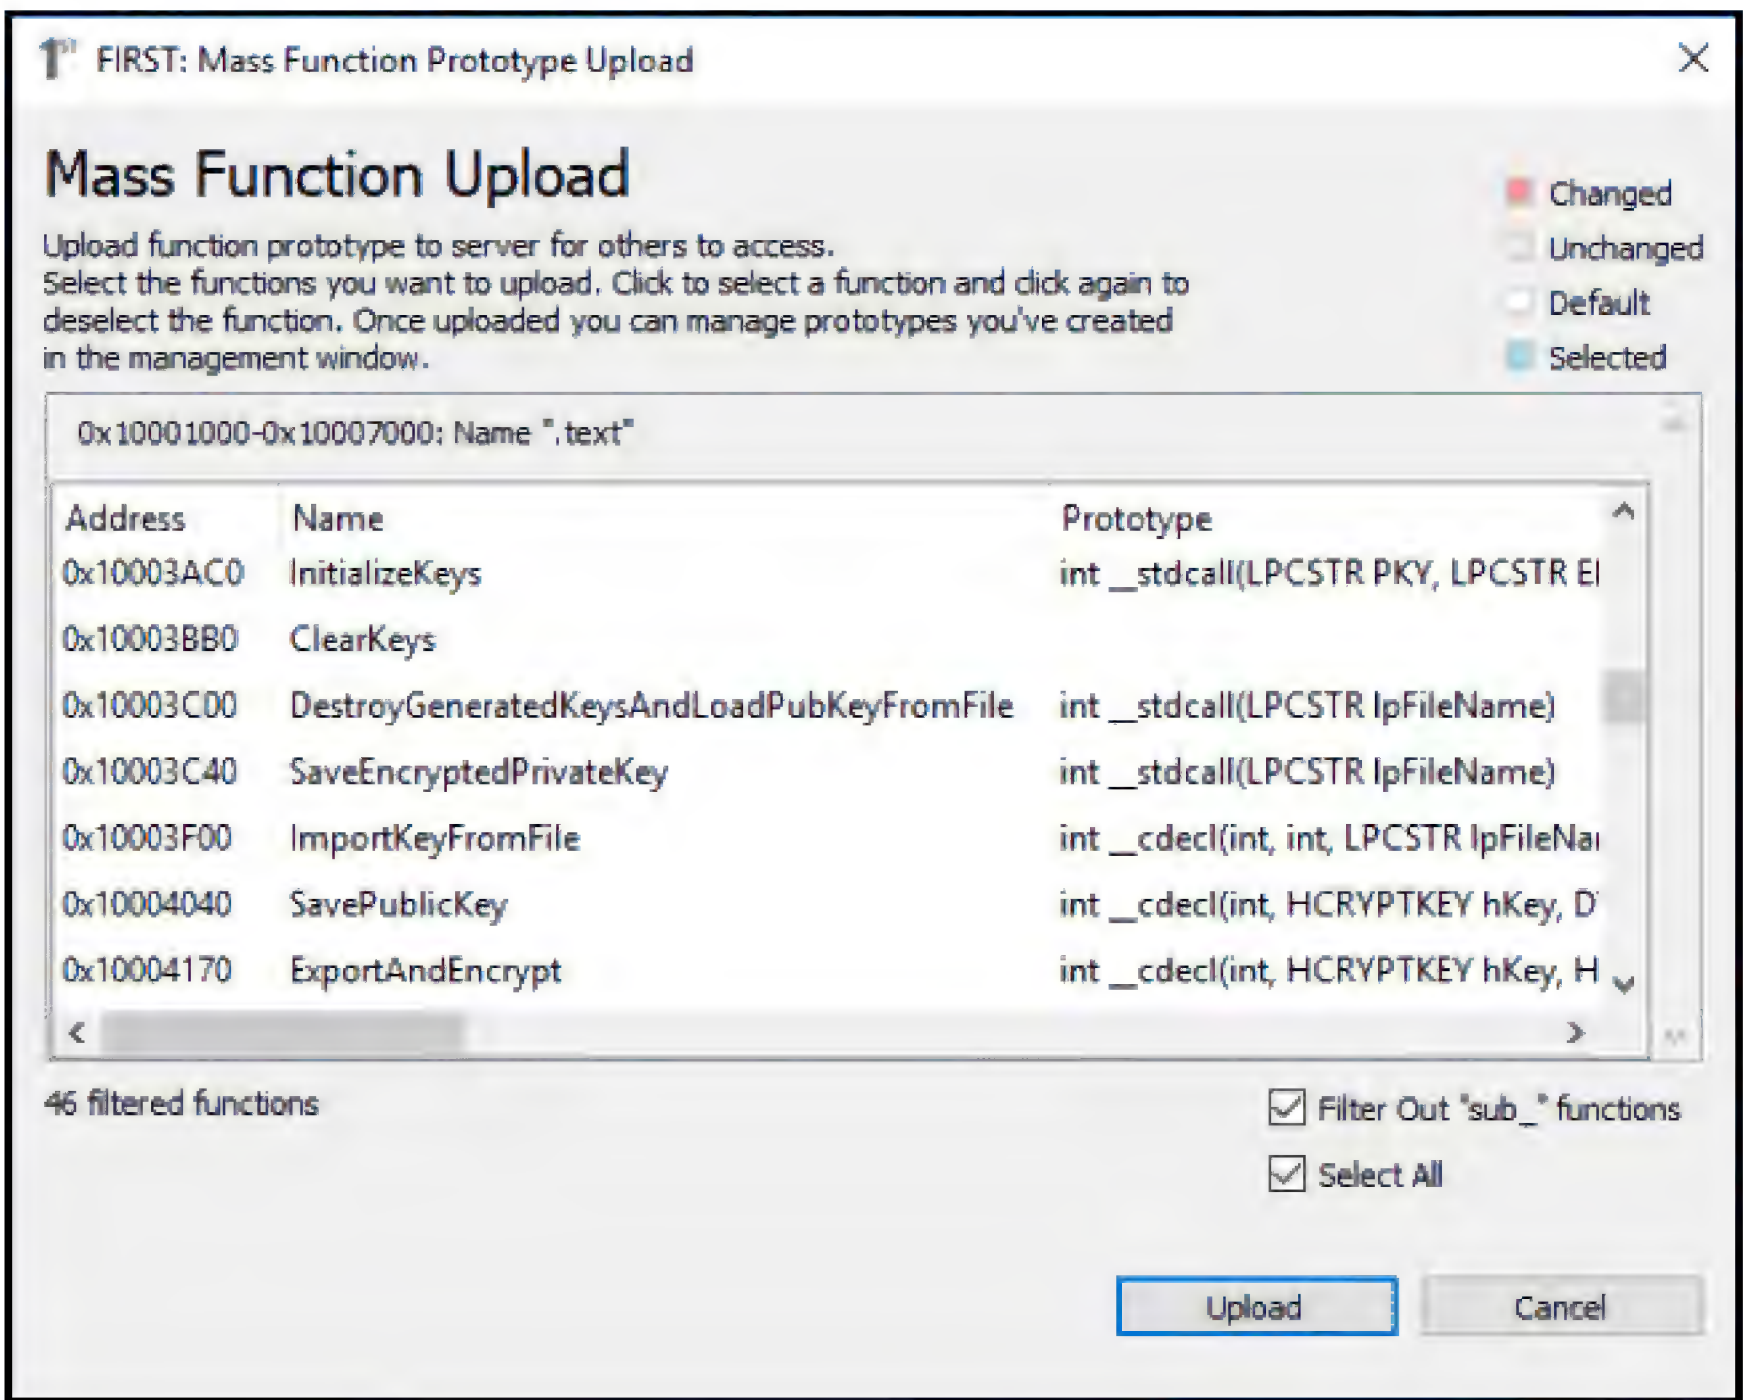 FIRST: Mass Function Prototype Upload
Mass Function Upload
Changed
Unchanged
Default
Selected
Upload function prototype to server for others to access.
Select the functions you want to upload. Click to select a function and click again to
deselect the function. Once uploaded you can manage prototypes you've created
in the management window.
0x10001000-0x10007000: Name ".text"
Address Name Prototype
0x10003AC0 InitializeKeys int __stdcall(LPCSTR PKY, LPCSTR
0x10003BB0 ClearKeys
0x10003C00 DestroyGeneratedKeysAndLoadPubKeyFromFile int __stdcall(LPCSTR lpFileName)
0x10003C40 SaveEncryptedPrivateKey int __stdcall(LPCSTR lpFileName)
0x10003F00 ImportKeyFromFile int __cdecl(int, int, LPCSTR
0x10004040 SavePublicKey int __cdecl(int, HCRYPTKEY hKey,
0x10004170 ExportAndEncrypt int __cdecl(int, HCRYPTKEY hKey, H
46 filtered functions
Filter Out "sub_" functions
Select All
Upload Cancel